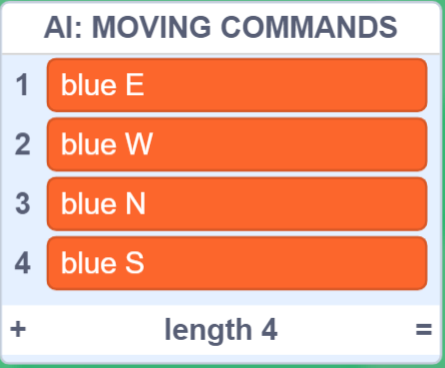 AI: MOVING COMMANDS
1 blue E
2 blue W
3 blue N
4 blue S
+ length 4 =